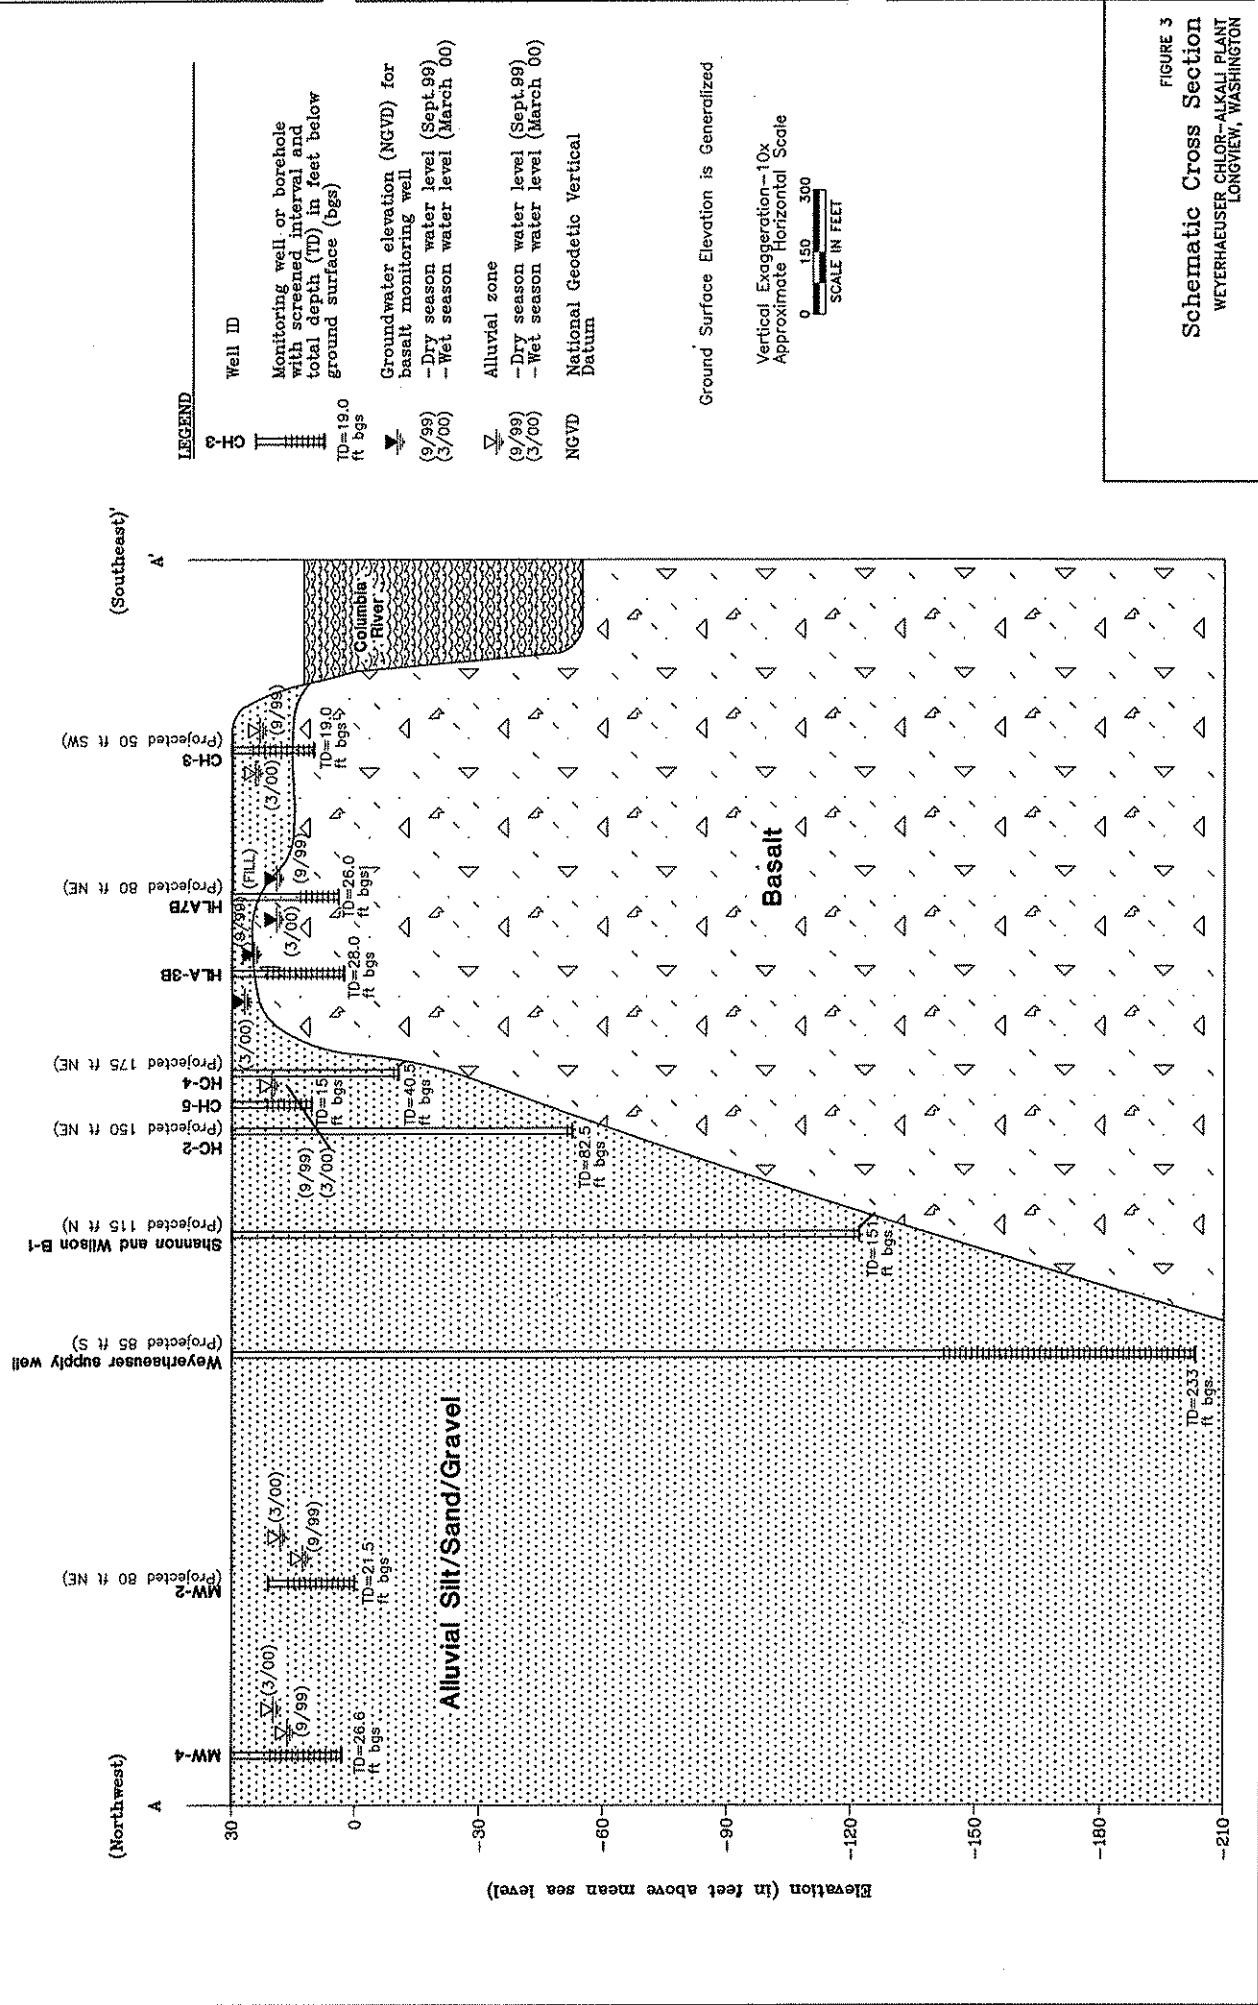 (Northwest)
A
(Southeast)'
A'
MW-4
MW-2
(Projected 80 ft NE)
Weyerhaeuser supply well
(Projected 85 ft S)
Shannon and Wilson B-1
(Projected 115 ft N)
HC-2
(Projected 150 ft NE)
CH-5
HC-4
(Projected 175 ft NE)
HLA-3B
HLA7B
(Projected 80 ft NE)
CH-3
(Projected 50 ft SW)
Elevation (in feet above mean sea level)
30
0
-30
-60
-90
-120
-150
-180
-210
(3/00)
(9/99)
TD=26.6
ft bgs
(3/00)
(9/99)
TD=21.5
ft bgs
TD=233
ft bgs
TD=151
ft bgs
TD=82.5
ft bgs
(9/99)
(3/00)
TD=15
ft bgs
TD=40.5
ft bgs
(3/00)
(9/99)
TD=28.0
ft bgs
(3/00)
(FILL)
(9/99)
TD=26.0
ft bgs
(3/00)
(9/99)
TD=19.0
ft bgs
Columbia
River
Alluvial Silt/Sand/Gravel
Basalt
LEGEND
CH-3
Well ID
Monitoring well or borehole
with screened interval and
total depth (TD) in feet below
ground surface (bgs)
TD=19.0
ft bgs
Groundwater elevation (NGVD) for
basalt monitoring well
(9/99) -Dry season water level (Sept.99)
(3/00) -Wet season water level (March 00)
Alluvial zone
(9/99) -Dry season water level (Sept.99)
(3/00) -Wet season water level (March 00)
NGVD National Geodetic Vertical
Datum
Ground Surface Elevation is Generalized
Vertical Exaggeration-10x
Approximate Horizontal Scale
0 150 300
SCALE IN FEET
FIGURE 3
Schematic Cross Section
WEYERHAEUSER CHLOR-ALKALI PLANT
LONGVIEW, WASHINGTON